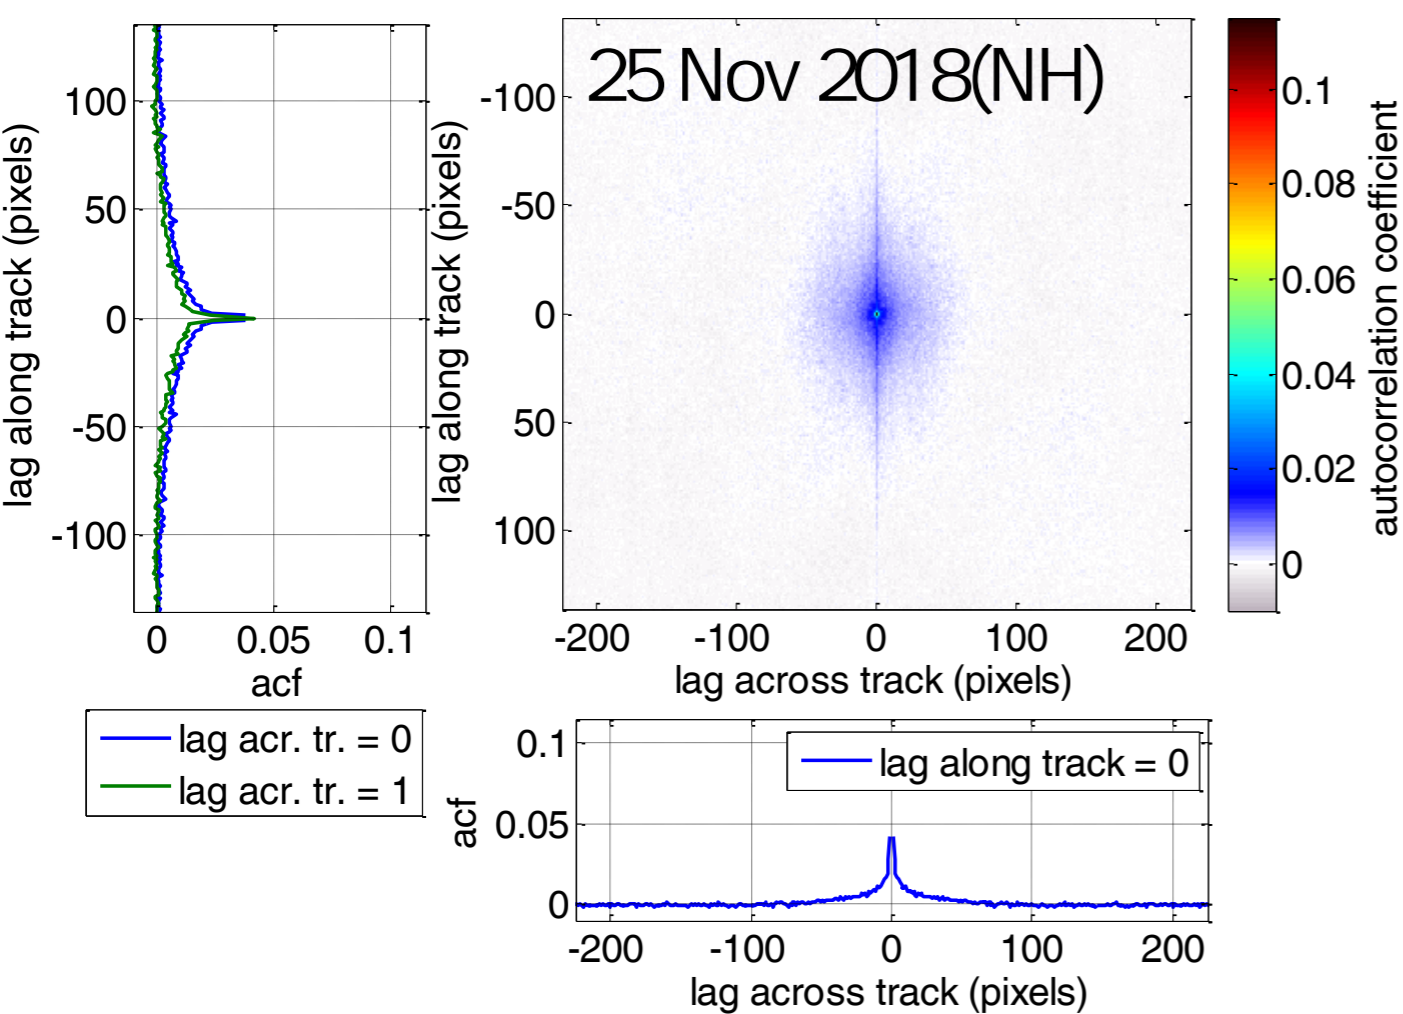 lag along track (pixels)
100
50
0
-50
-100
0 0.05 0.1
acf
lag acr. tr. = 0
lag acr. tr. = 1
25 Nov 2018(NH)
lag along track (pixels)
-100
-50
0
50
100
-200 -100 0 100 200
lag across track (pixels)
0.1
0.08
0.06
0.04
0.02
0
autocorrelation coefficient
lag along track = 0
acf
0.1
0.05
0
-200 -100 0 100 200
lag across track (pixels)